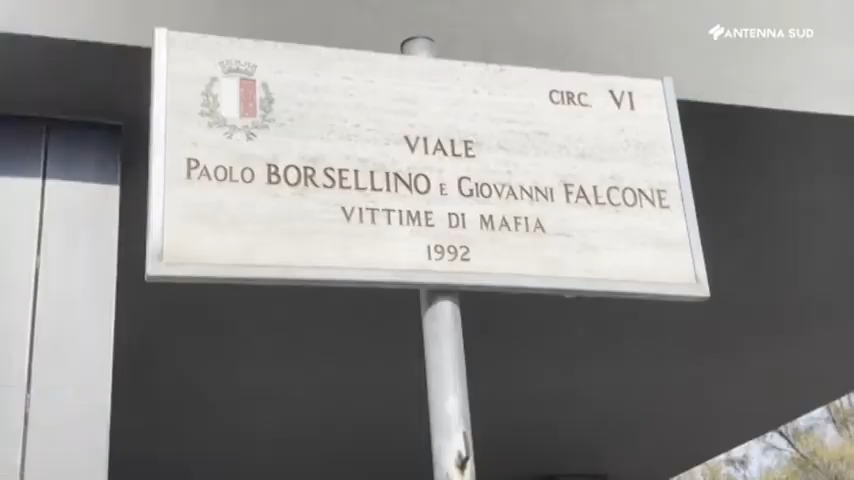 ANTENNA SUD
CIRC. VI
VIALE
PAOLO BORSELLINO E GIOVANNI FALCONE
VITTIME DI MAFIA
1992